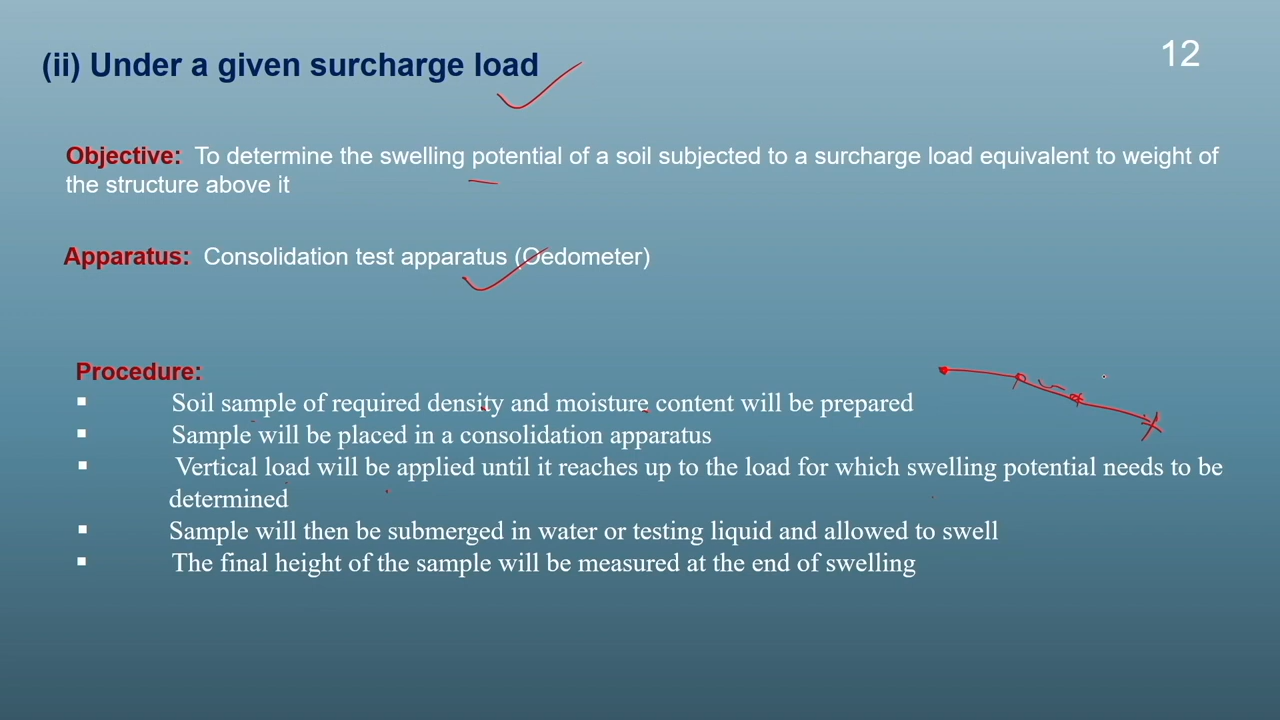 12
(ii) Under a given surcharge load
Objective: To determine the swelling potential of a soil subjected to a surcharge load equivalent to weight of
the structure above it
Apparatus: Consolidation test apparatus (Oedometer)
Procedure:
▪ Soil sample of required density and moisture content will be prepared
▪ Sample will be placed in a consolidation apparatus
▪ Vertical load will be applied until it reaches up to the load for which swelling potential needs to be
determined
▪ Sample will then be submerged in water or testing liquid and allowed to swell
▪ The final height of the sample will be measured at the end of swelling